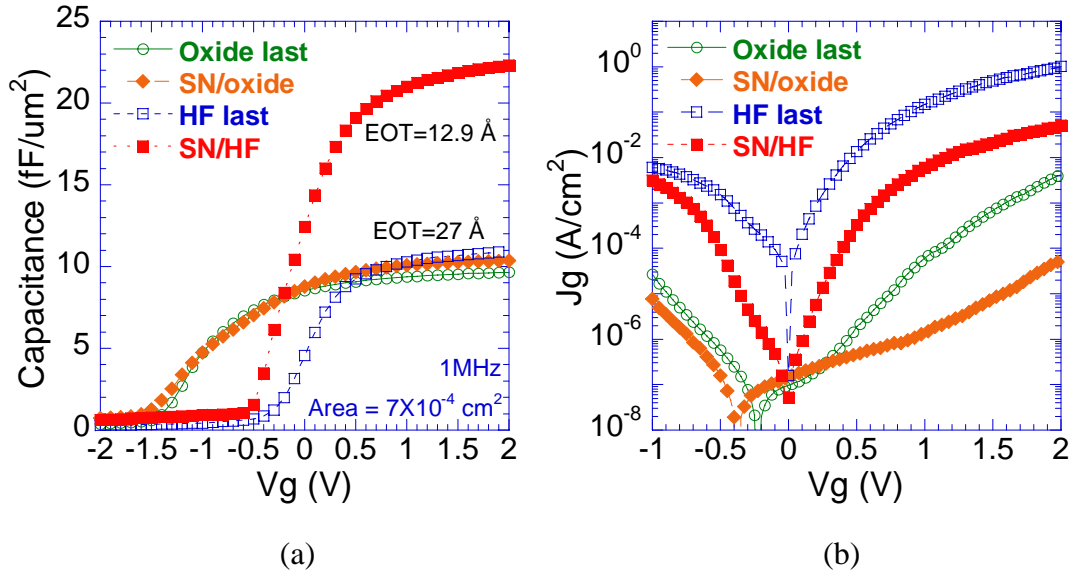 Oxide last
SN/oxide
HF last
SN/HF
EOT=12.9 Å
EOT=27 Å
1MHz
Area = 7X10-4 cm2
Capacitance (fF/um2)
25
20
15
10
5
0
-2 -1.5 -1 -0.5 0 0.5 1 1.5 2
Vg (V)
(a)
Oxide last
SN/oxide
HF last
SN/HF
Jg (A/cm2)
100
10-2
10-4
10-6
10-8
-1 -0.5 0 0.5 1 1.5 2
Vg (V)
(b)